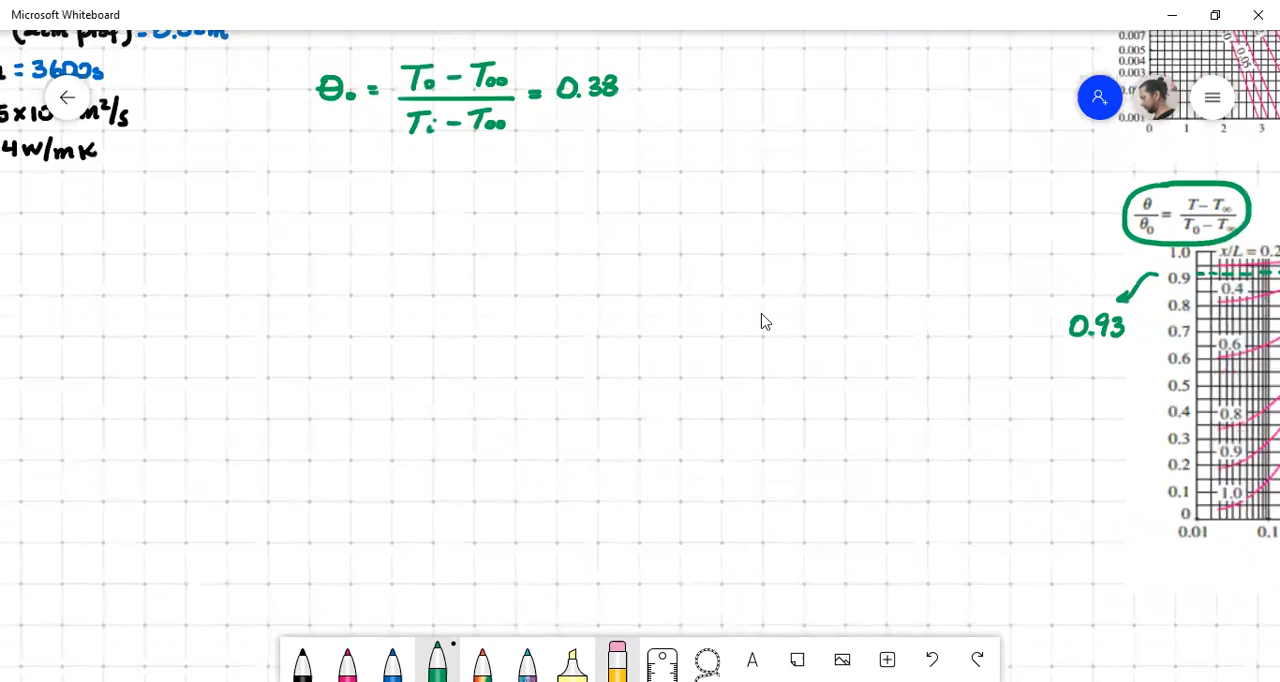 Microsoft Whiteboard
= 3600s
m²/s
4 W/mK
θ₀ = (T₀ - T∞) / (Ti - T∞) = 0.38
0.007
0.005
0.004
0.003
0.001
0 1 2 3
θ/θ₀ = (T - T∞) / (T₀ - T∞)
1.0 x/L = 0.2
0.9
0.4
0.8
0.93
0.7
0.6
0.6
0.5
0.4
0.8
0.3
0.9
0.2
0.1
1.0
0
0.01 0.1
A